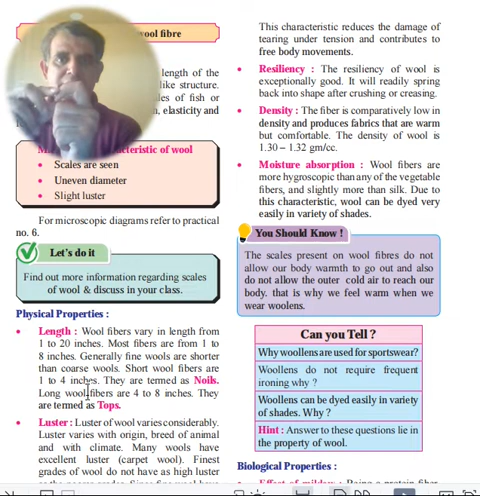 wool fibre
length of the
like structure.
les of fish or
, elasticity and
Characteristic of wool
• Scales are seen
• Uneven diameter
• Slight luster
For microscopic diagrams refer to practical
no. 6.
Let's do it
Find out more information regarding scales
of wool & discuss in your class.
Physical Properties :
• Length : Wool fibers vary in length from
1 to 20 inches. Most fibers are from 1 to
8 inches. Generally fine wools are shorter
than coarse wools. Short wool fibers are
1 to 4 inches. They are termed as Noils.
Long wool fibers are 4 to 8 inches. They
are termed as Tops.
• Luster : Luster of wool varies considerably.
Luster varies with origin, breed of animal
and with climate. Many wools have
excellent luster (carpet wool). Finest
grades of wool do not have as high luster
This characteristic reduces the damage of
tearing under tension and contributes to
free body movements.
• Resiliency : The resiliency of wool is
exceptionally good. It will readily spring
back into shape after crushing or creasing.
• Density : The fiber is comparatively low in
density and produces fabrics that are warm
but comfortable. The density of wool is
1.30 – 1.32 gm/cc.
• Moisture absorption : Wool fibers are
more hygroscopic than any of the vegetable
fibers, and slightly more than silk. Due to
this characteristic, wool can be dyed very
easily in variety of shades.
You Should Know !
The scales present on wool fibres do not
allow our body warmth to go out and also
do not allow the outer cold air to reach our
body. that is why we feel warm when we
wear woolens.
Can you Tell ?
Why woollens are used for sportswear?
Woollens do not require frequent
ironing why ?
Woollens can be dyed easily in variety
of shades. Why ?
Hint : Answer to these questions lie in
the property of wool.
Biological Properties :
• Effect of mildew : Being a protein fiber